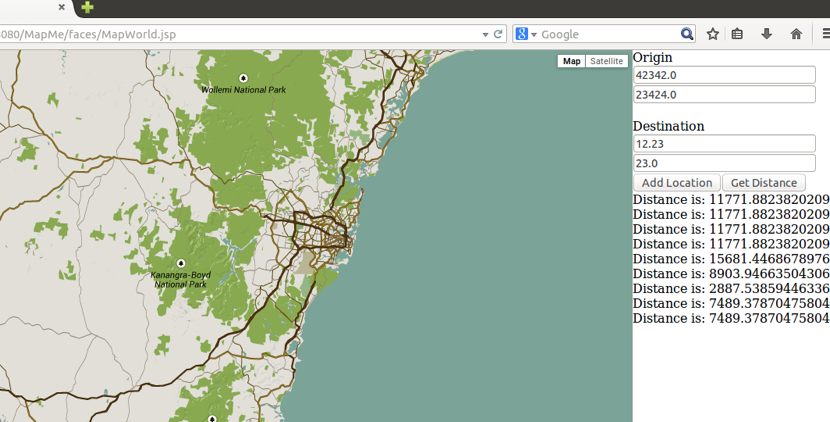 8080/MapMe/faces/MapWorld.jsp
Google
Wollemi National Park
Kanangra-Boyd
National Park
Map
Satellite
Origin
42342.0
23424.0
Destination
12.23
23.0
Add Location
Get Distance
Distance is: 11771.8823820209
Distance is: 11771.8823820209
Distance is: 11771.8823820209
Distance is: 11771.8823820209
Distance is: 15681.4468678976
Distance is: 8903.94663504306
Distance is: 2887.53859446336
Distance is: 7489.37870475804
Distance is: 7489.37870475804